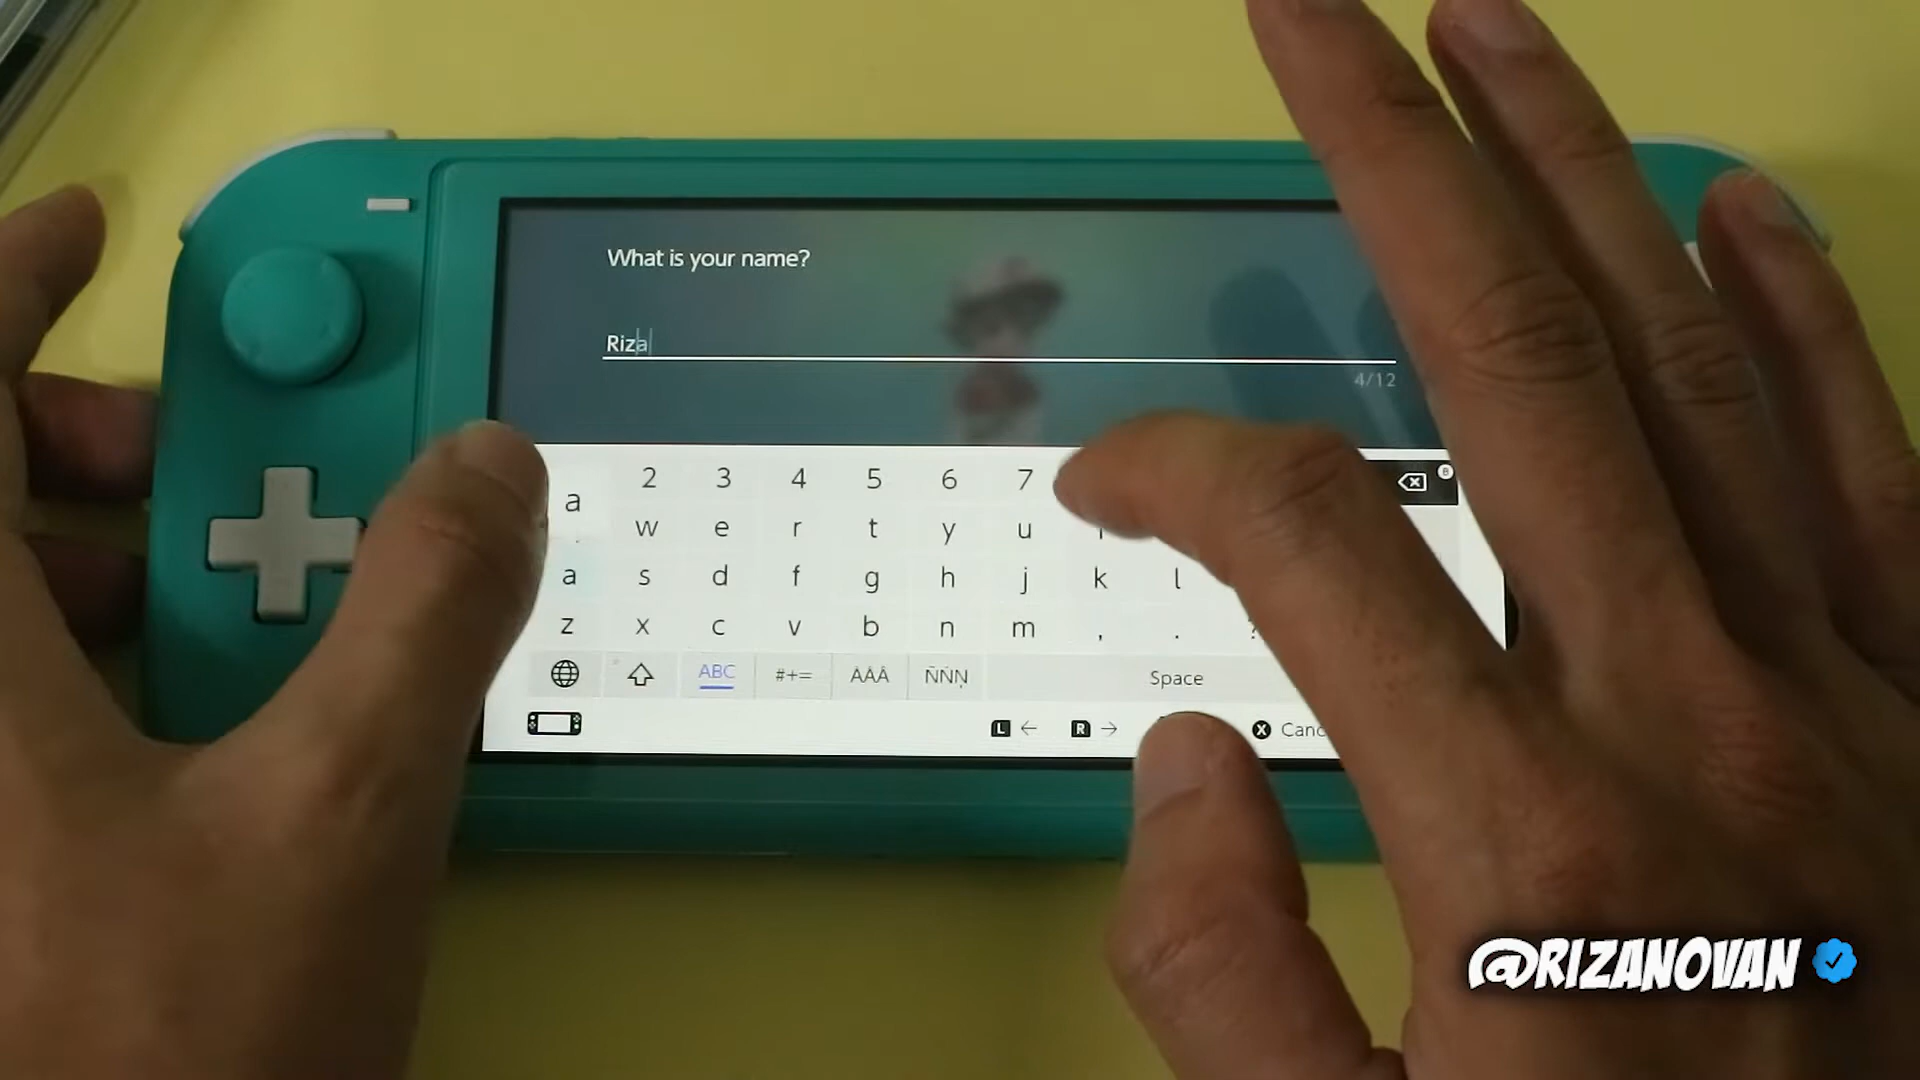 What is your name?
Riza
4/12
a 2 3 4 5 6 7
w e r t y u
a s d f g h j k l
z x c v b n m , . ?
ABC #+= ÀÁÂ ÑŃŅ Space
L ← R → X Canc
@RIZANOVAN